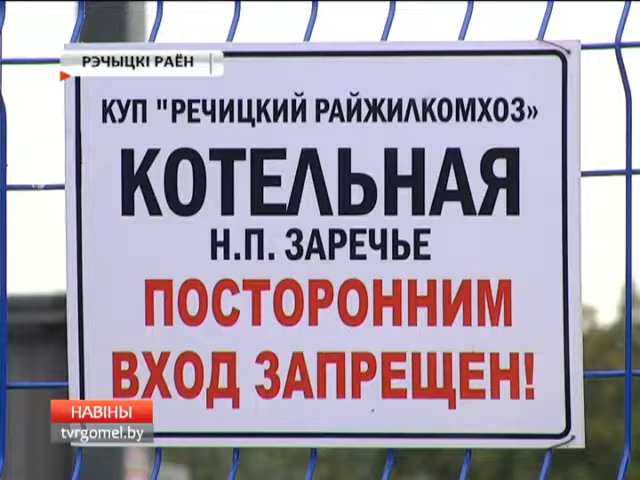 РЭЧЫЦКІ РАЁН
КУП "РЕЧИЦКИЙ РАЙЖИЛКОМХОЗ»
КОТЕЛЬНАЯ
Н.П. ЗАРЕЧЬЕ
ПОСТОРОННИМ
ВХОД ЗАПРЕЩЕН!
НАВІНЫ
tvrgomel.by